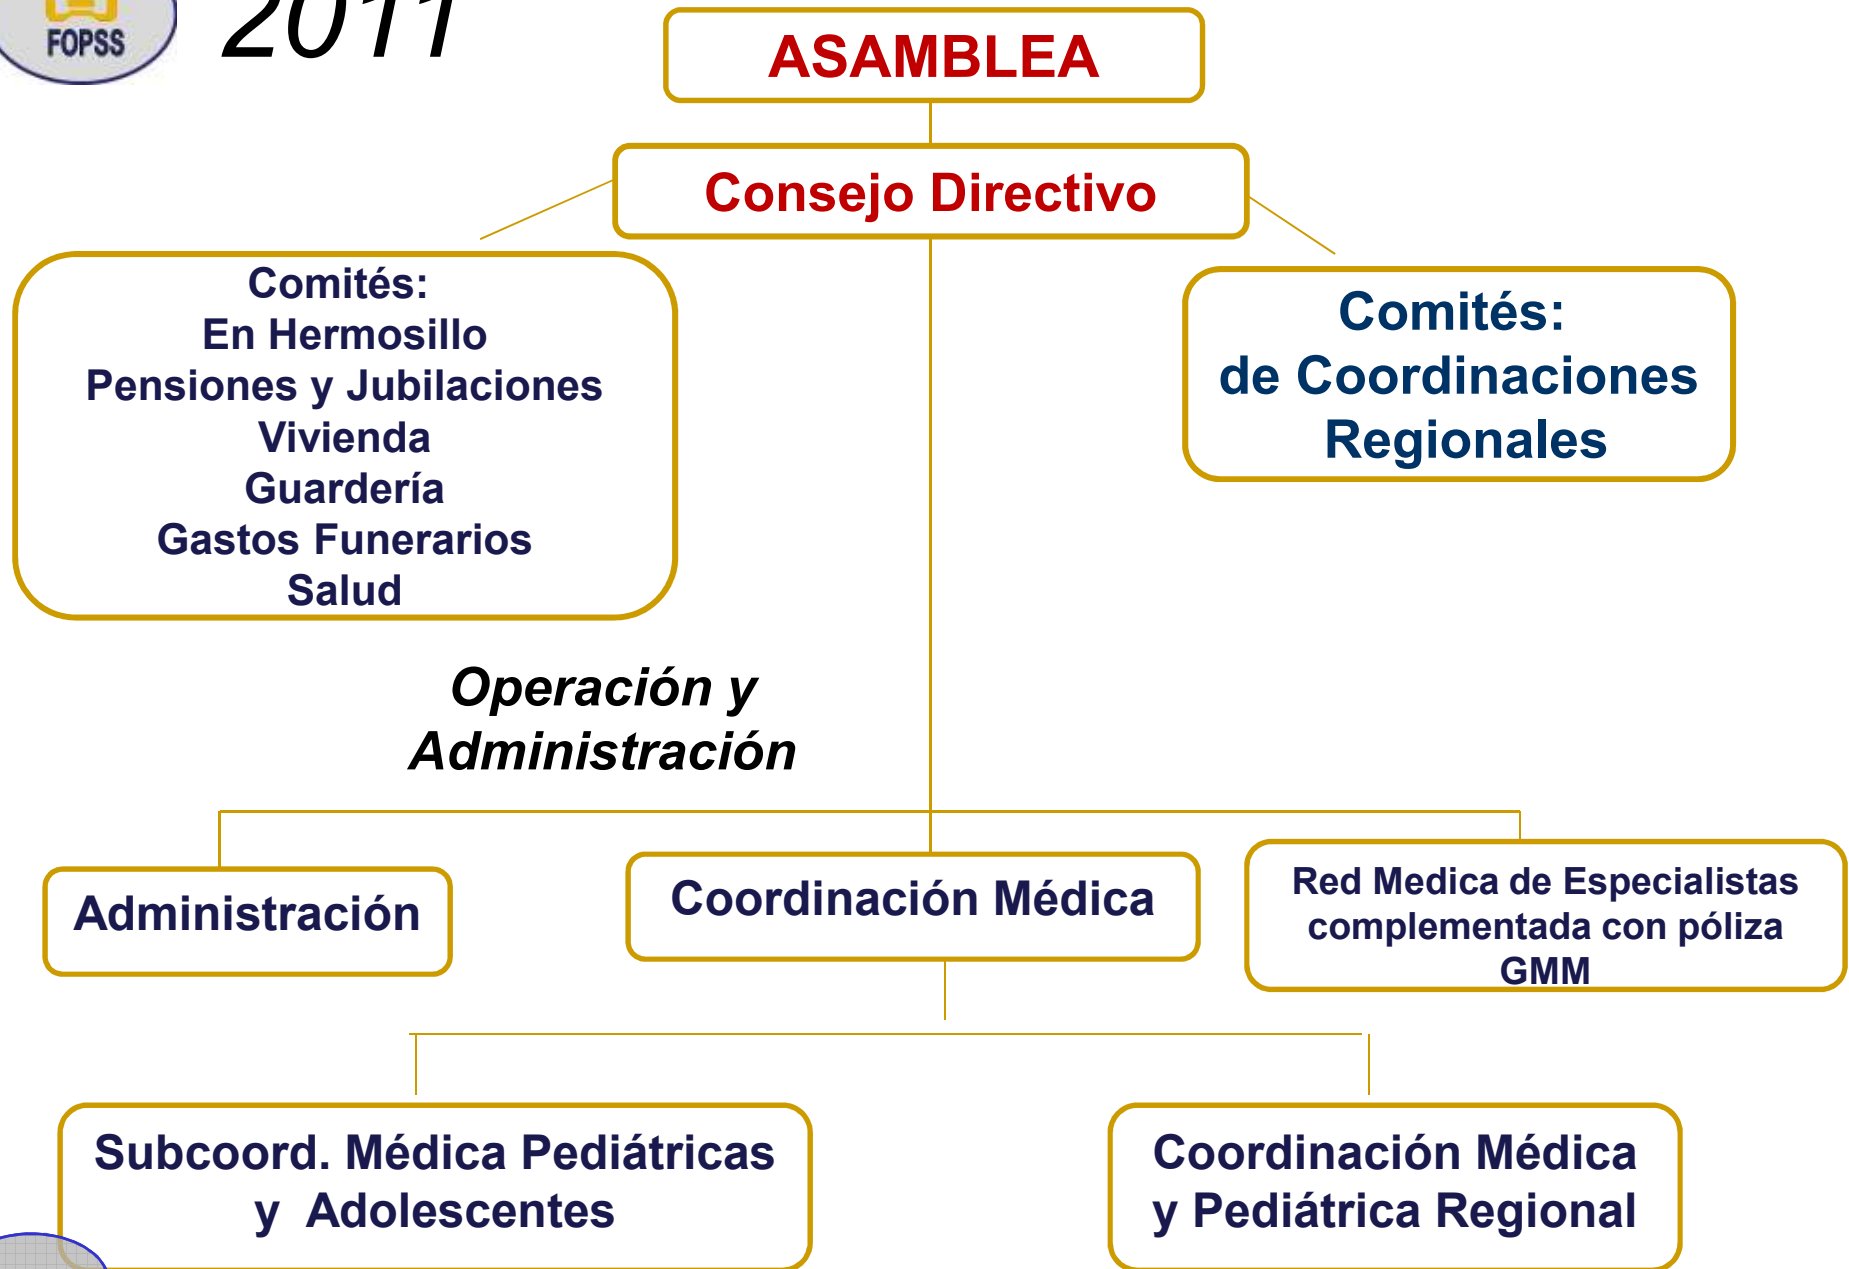 FOPSS
2011
ASAMBLEA
Consejo Directivo
Comités:
En Hermosillo
Pensiones y Jubilaciones
Vivienda
Guardería
Gastos Funerarios
Salud
Comités:
de Coordinaciones
Regionales
Operación y
Administración
Administración
Coordinación Médica
Red Medica de Especialistas
complementada con póliza
GMM
Subcoord. Médica Pediátricas
y Adolescentes
Coordinación Médica
y Pediátrica Regional